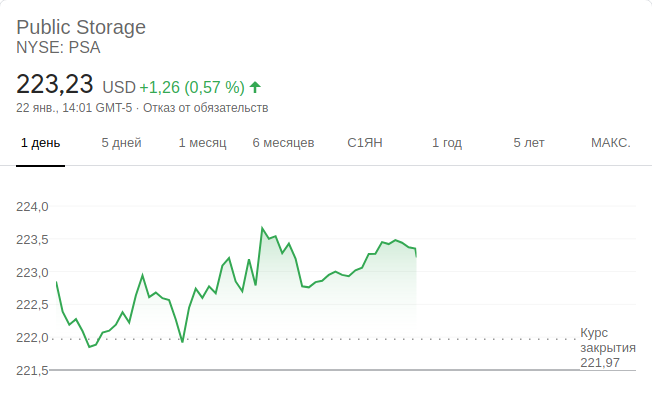 Public Storage
NYSE: PSA
223,23 USD +1,26 (0,57 %)
22 янв., 14:01 GMT-5 · Отказ от обязательств
1 день 5 дней 1 месяц 6 месяцев С1ЯН 1 год 5 лет МАКС.
224,0
223,5
223,0
222,5
222,0
221,5
Курс
закрытия
221,97